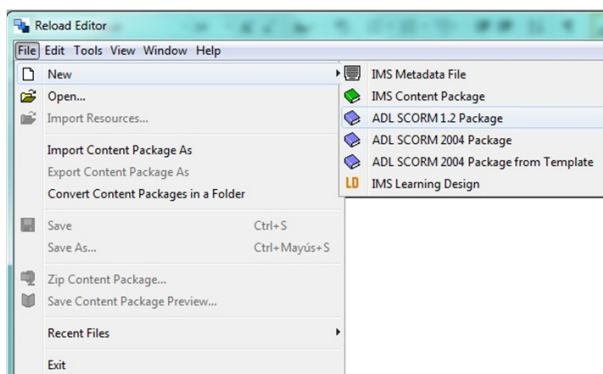 Reload Editor
File Edit Tools View Window Help
New
Open...
Import Resources...
Import Content Package As
Export Content Package As
Convert Content Packages in a Folder
Save Ctrl+S
Save As... Ctrl+Mayús+S
Zip Content Package...
Save Content Package Preview...
Recent Files
Exit
IMS Metadata File
IMS Content Package
ADL SCORM 1.2 Package
ADL SCORM 2004 Package
ADL SCORM 2004 Package from Template
LD IMS Learning Design